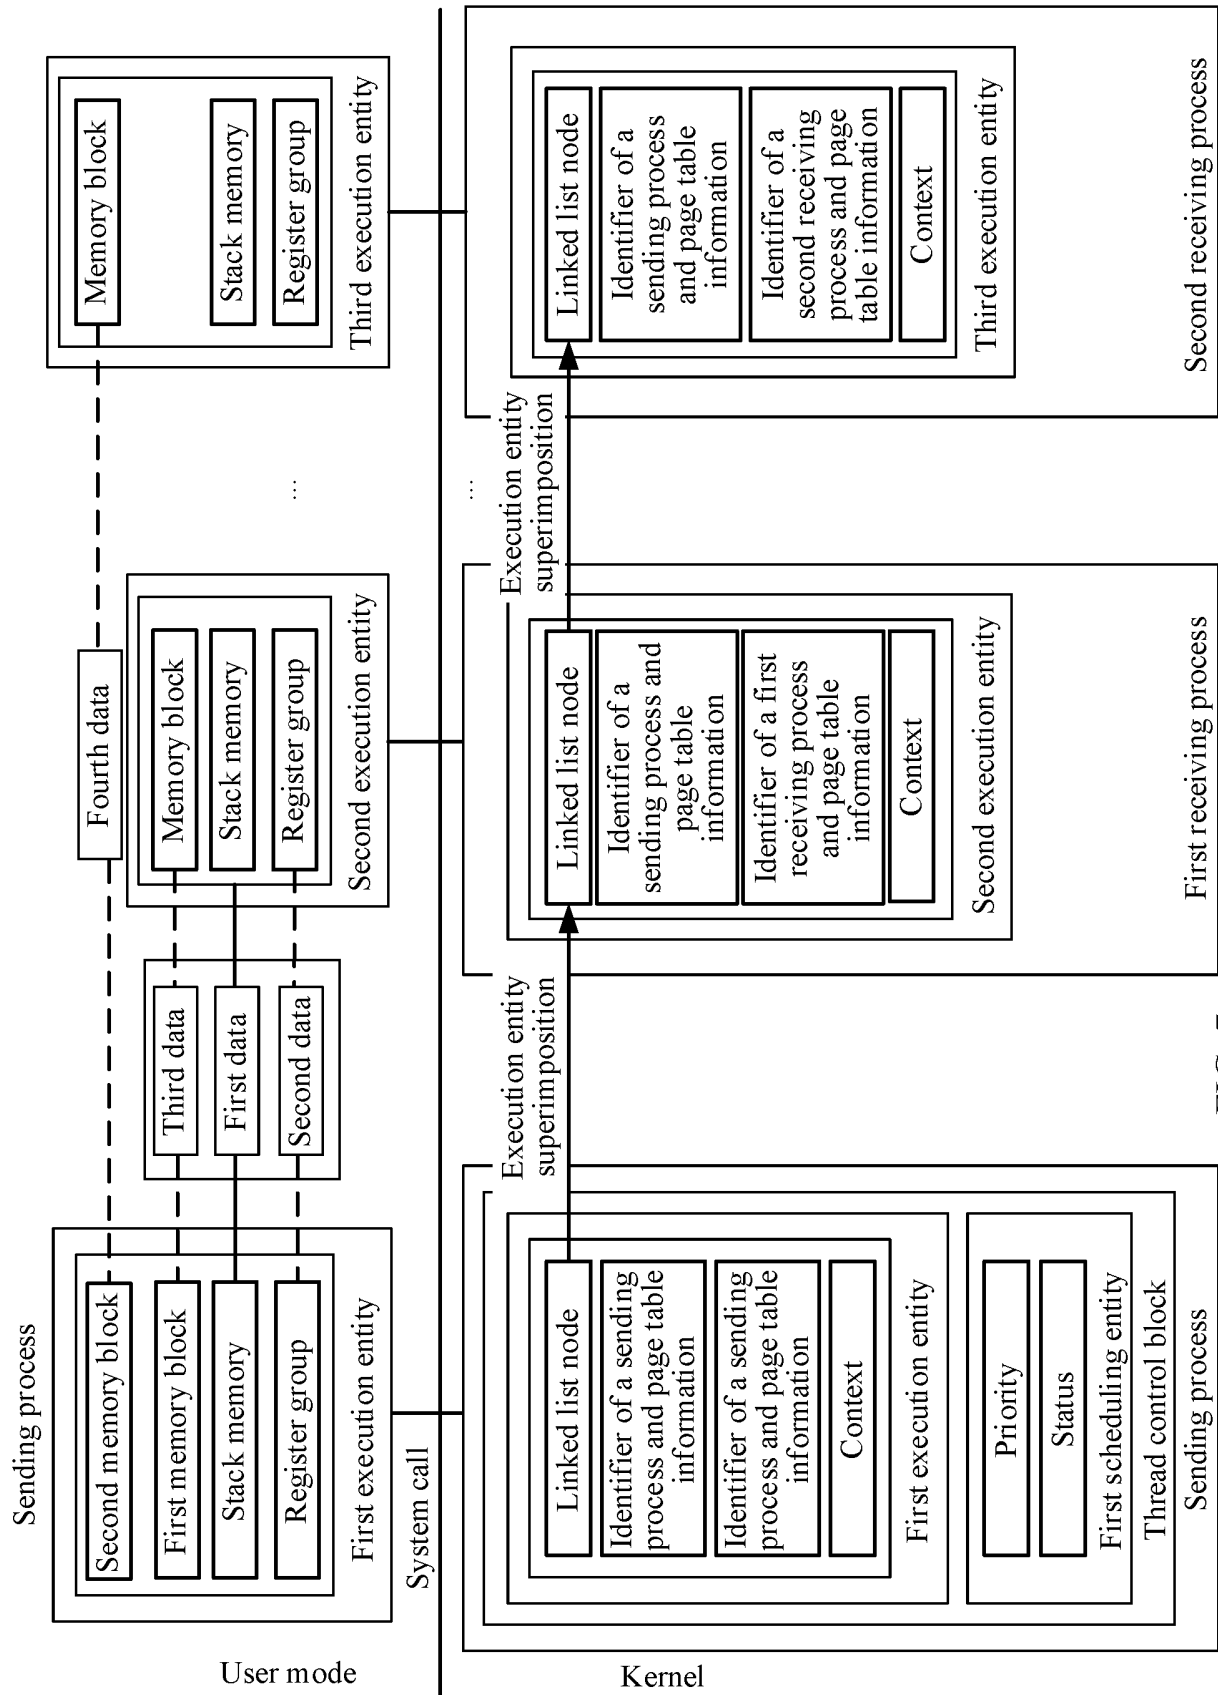 Sending process
Second memory block
First memory block
Stack memory
Register group
First execution entity
Fourth data
Third data
First data
Second data
Memory block
Stack memory
Register group
Second execution entity
...
Memory block
Stack memory
Register group
Third execution entity
User mode
System call
Kernel
Linked list node
Identifier of a sending
process and page table
information
Identifier of a sending
process and page table
information
Context
First execution entity
Priority
Status
First scheduling entity
Thread control block
Sending process
Execution entity
superimposition
Linked list node
Identifier of a
sending process and
page table
information
Identifier of a first
receiving process
and page table
information
Context
Second execution entity
First receiving process
...
Execution entity
superimposition
Linked list node
Identifier of a
sending process
and page table
information
Identifier of a
second receiving
process and page
table information
Context
Third execution entity
Second receiving process